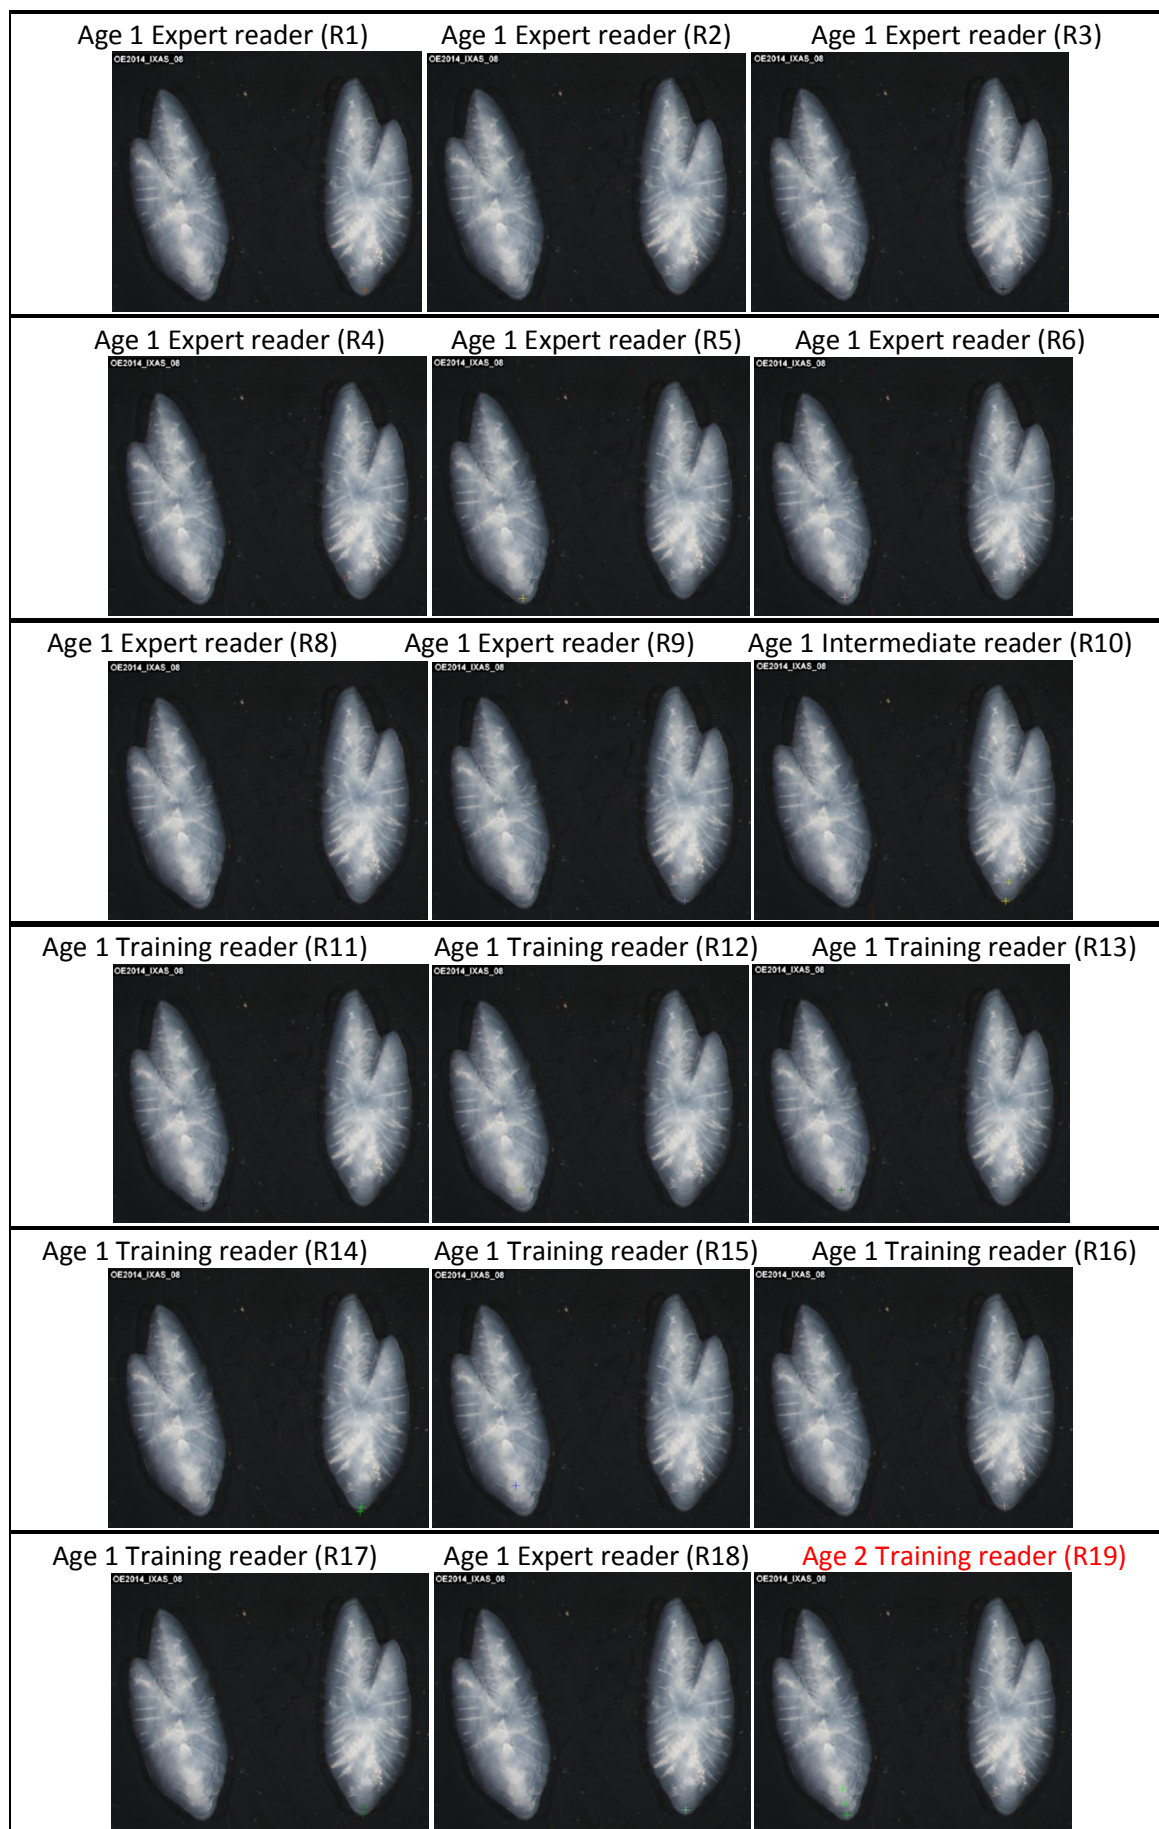 Age 1 Expert reader (R1) Age 1 Expert reader (R2) Age 1 Expert reader (R3)
OE2014_IXAS_08 OE2014_IXAS_08 OE2014_IXAS_08
Age 1 Expert reader (R4) Age 1 Expert reader (R5) Age 1 Expert reader (R6)
OE2014_IXAS_08 OE2014_IXAS_08 OE2014_IXAS_08
Age 1 Expert reader (R8) Age 1 Expert reader (R9) Age 1 Intermediate reader (R10)
OE2014_IXAS_08 OE2014_IXAS_08 OE2014_IXAS_08
Age 1 Training reader (R11) Age 1 Training reader (R12) Age 1 Training reader (R13)
OE2014_IXAS_08 OE2014_IXAS_08 OE2014_IXAS_08
Age 1 Training reader (R14) Age 1 Training reader (R15) Age 1 Training reader (R16)
OE2014_IXAS_08 OE2014_IXAS_08 OE2014_IXAS_08
Age 1 Training reader (R17) Age 1 Expert reader (R18) Age 2 Training reader (R19)
OE2014_IXAS_08 OE2014_IXAS_08 OE2014_IXAS_08